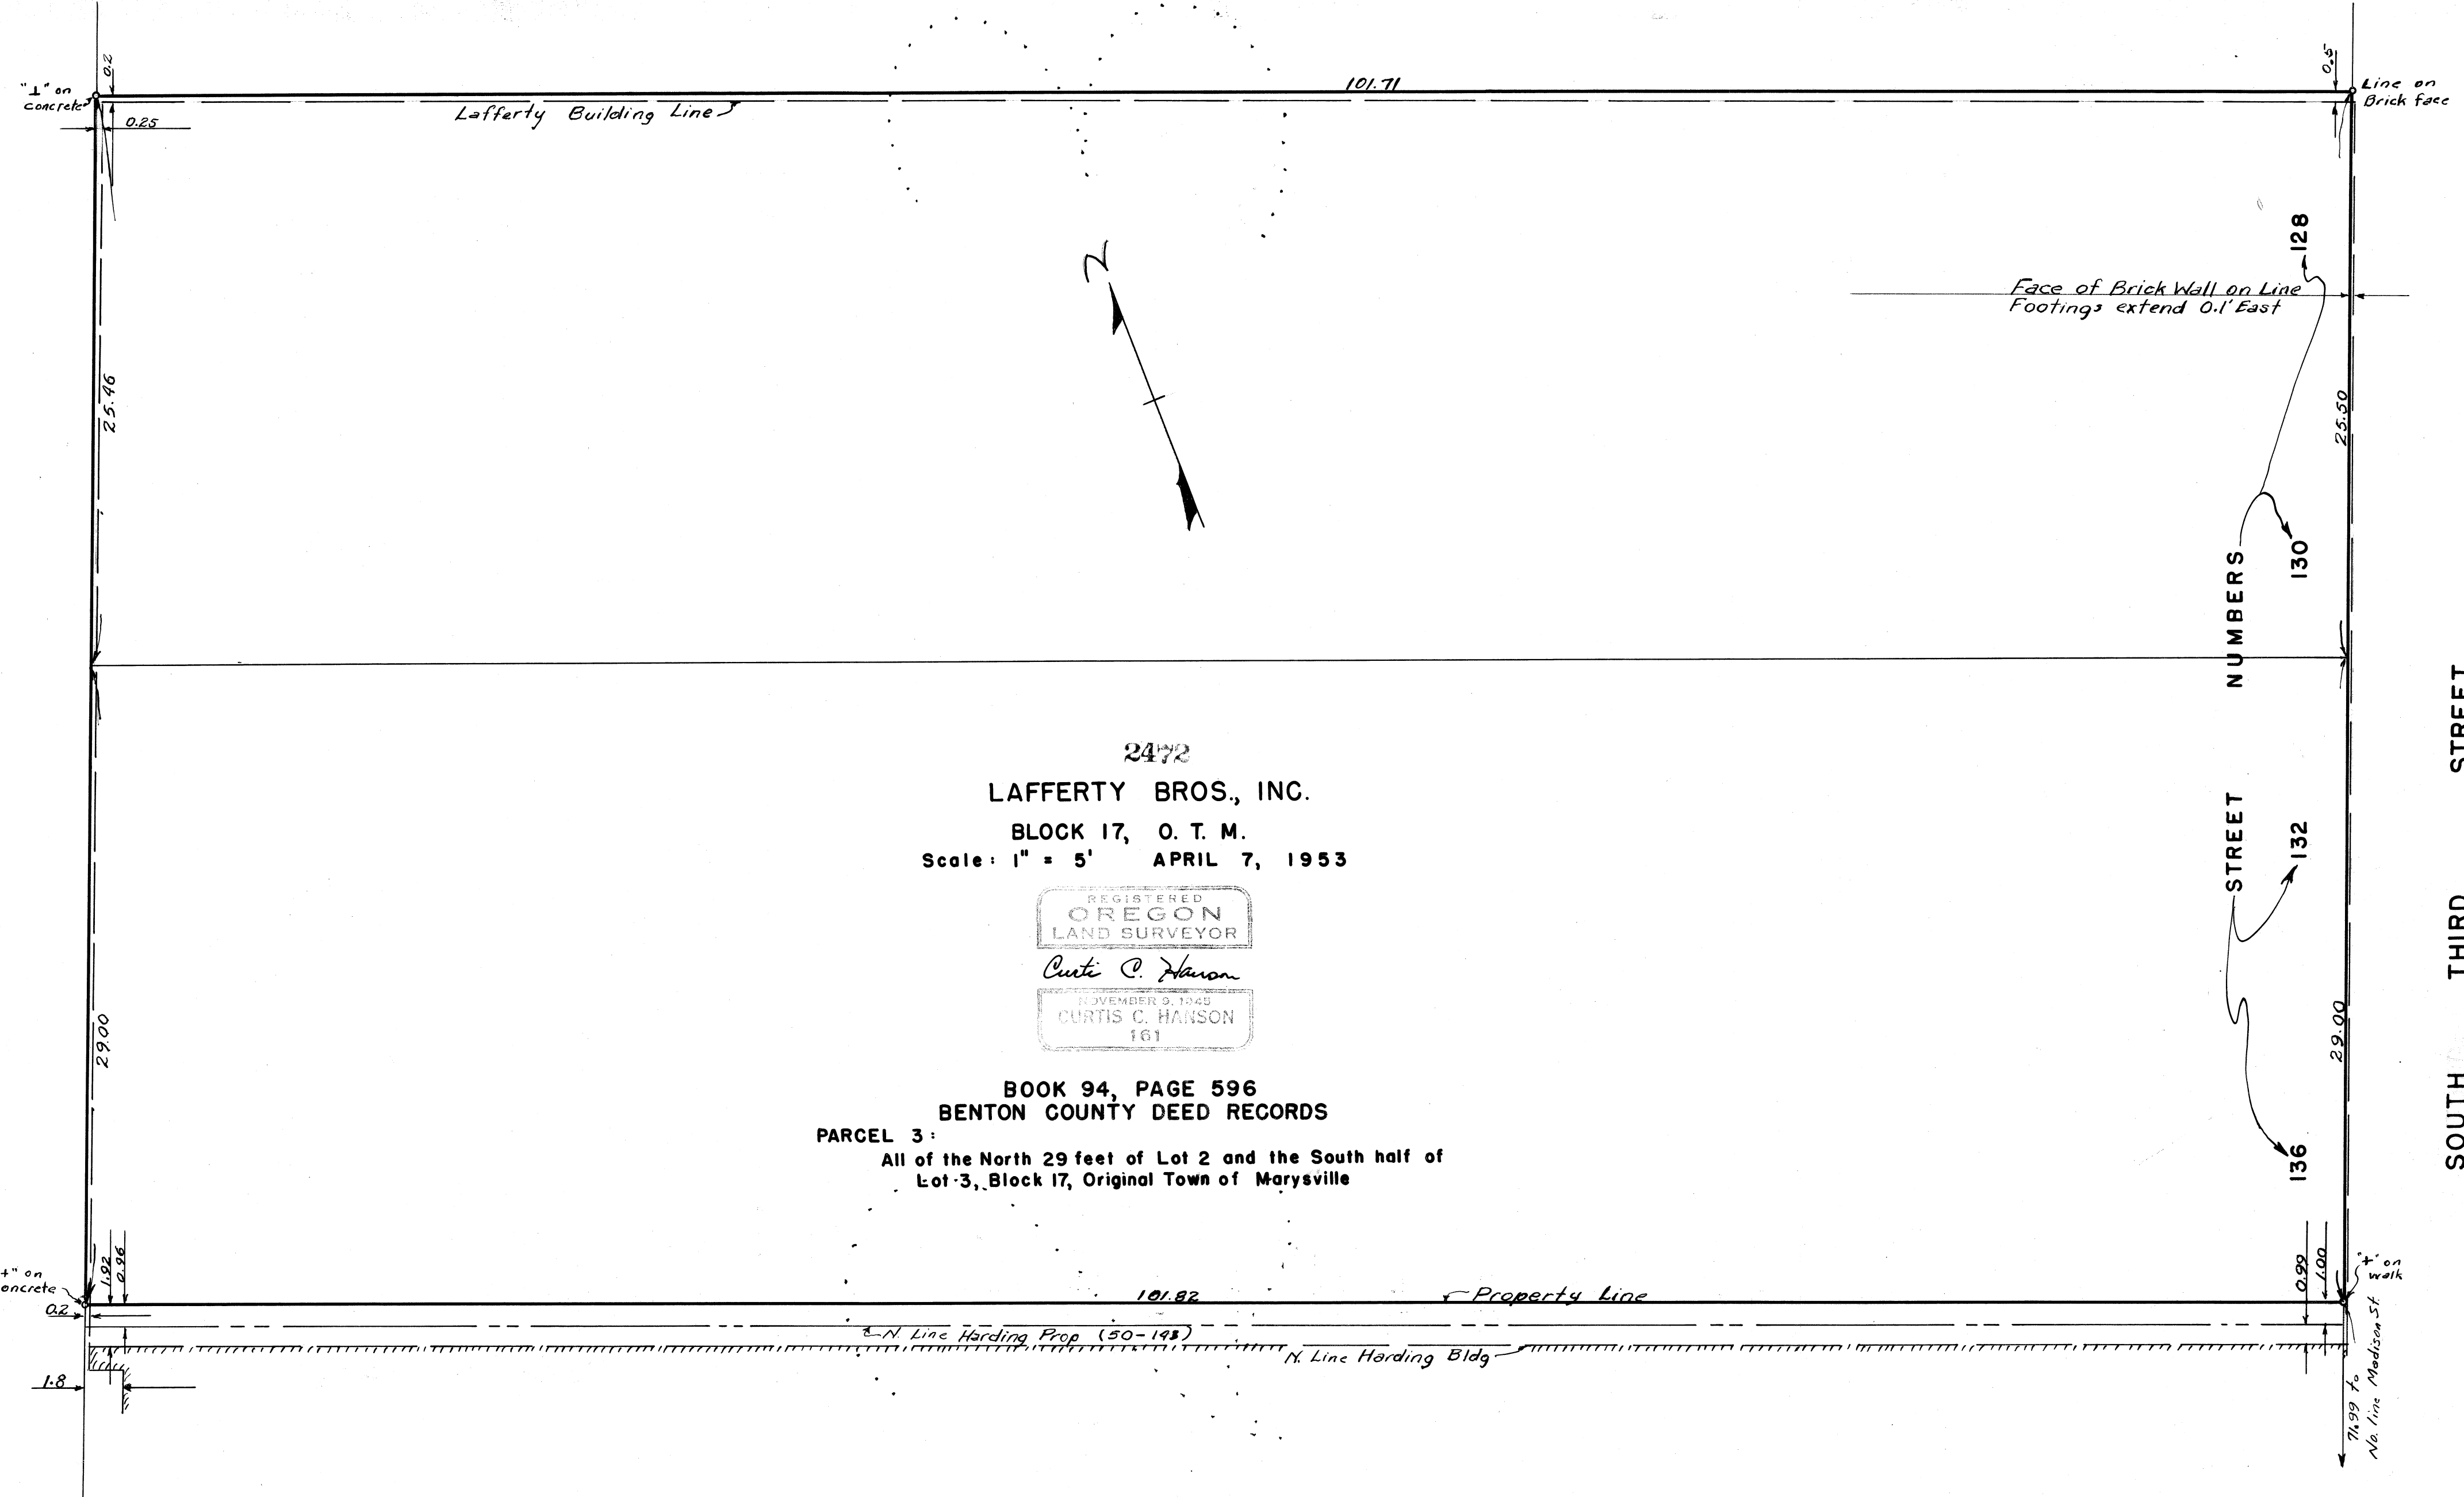 0.2
101.71
0.5
"⊥" on
concrete
Line on
Brick face
Lafferty Building Line
0.25
128
Face of Brick Wall on Line
Footings extend 0.1' East
25.46
25.50
N
130
NUMBERS
STREET
132
136
SOUTH THIRD STREET
2472
LAFFERTY BROS., INC.
BLOCK 17, O. T. M.
Scale: 1" = 5' APRIL 7, 1953
REGISTERED
OREGON
LAND SURVEYOR
Curtis C. Hanson
NOVEMBER 9, 1945
CURTIS C. HANSON
161
29.00
29.00
BOOK 94, PAGE 596
BENTON COUNTY DEED RECORDS
PARCEL 3:
All of the North 29 feet of Lot 2 and the South half of
Lot 3, Block 17, Original Town of Marysville
+" on
oncrete
1.92
0.96
0.99
1.00
"+" on
walk
0.2
101.82
Property Line
N. Line Harding Prop (50-193)
N. Line Harding Bldg
1.8
71.99 to
No. line Madison St.